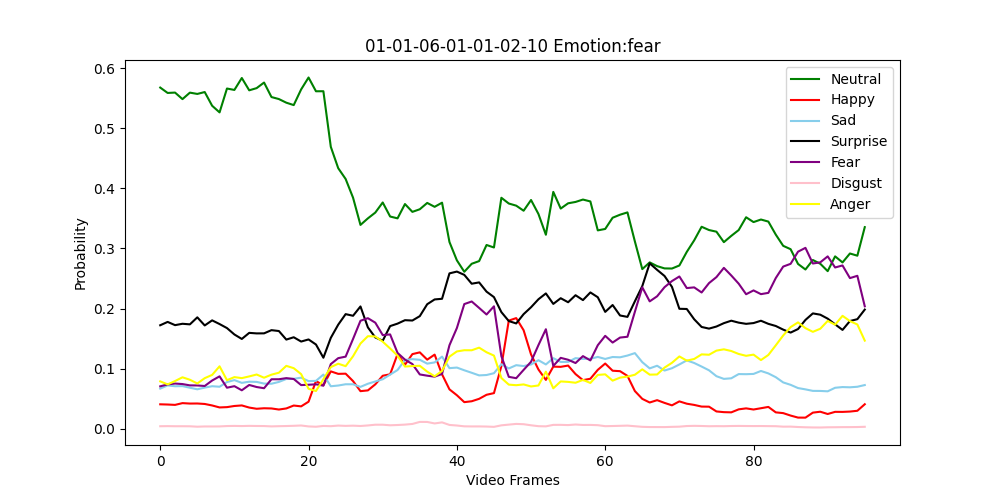 01-01-06-01-01-02-10 Emotion:fear
Probability
0.6
0.5
0.4
0.3
0.2
0.1
0.0
Neutral
Happy
Sad
Surprise
Fear
Disgust
Anger
0 20 40 60 80
Video Frames